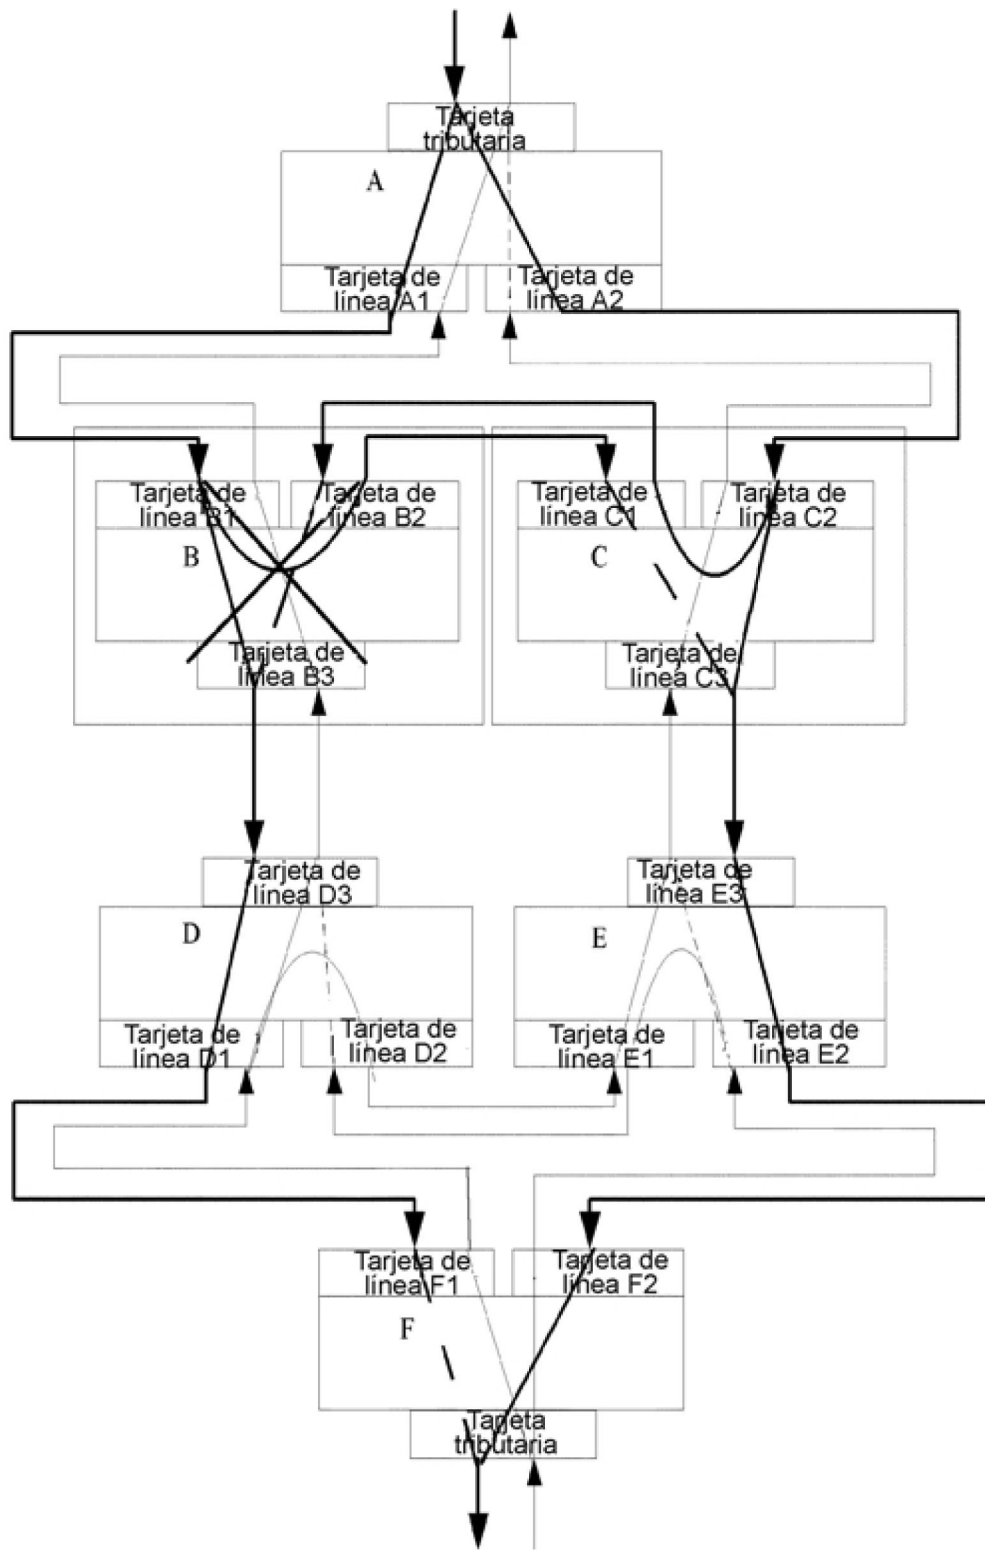 Tarjeta
tributaria
A
Tarjeta de
línea A1
Tarjeta de
línea A2
Tarjeta de
línea B1
Tarjeta de
línea B2
B
Tarjeta de
línea B3
Tarjeta de
línea C1
Tarjeta de
línea C2
C
Tarjeta de
línea C3
Tarjeta de
línea D3
D
Tarjeta de
línea D1
Tarjeta de
línea D2
Tarjeta de
línea E3
E
Tarjeta de
línea E1
Tarjeta de
línea E2
Tarjeta de
línea F1
Tarjeta de
línea F2
F
Tarjeta
tributaria